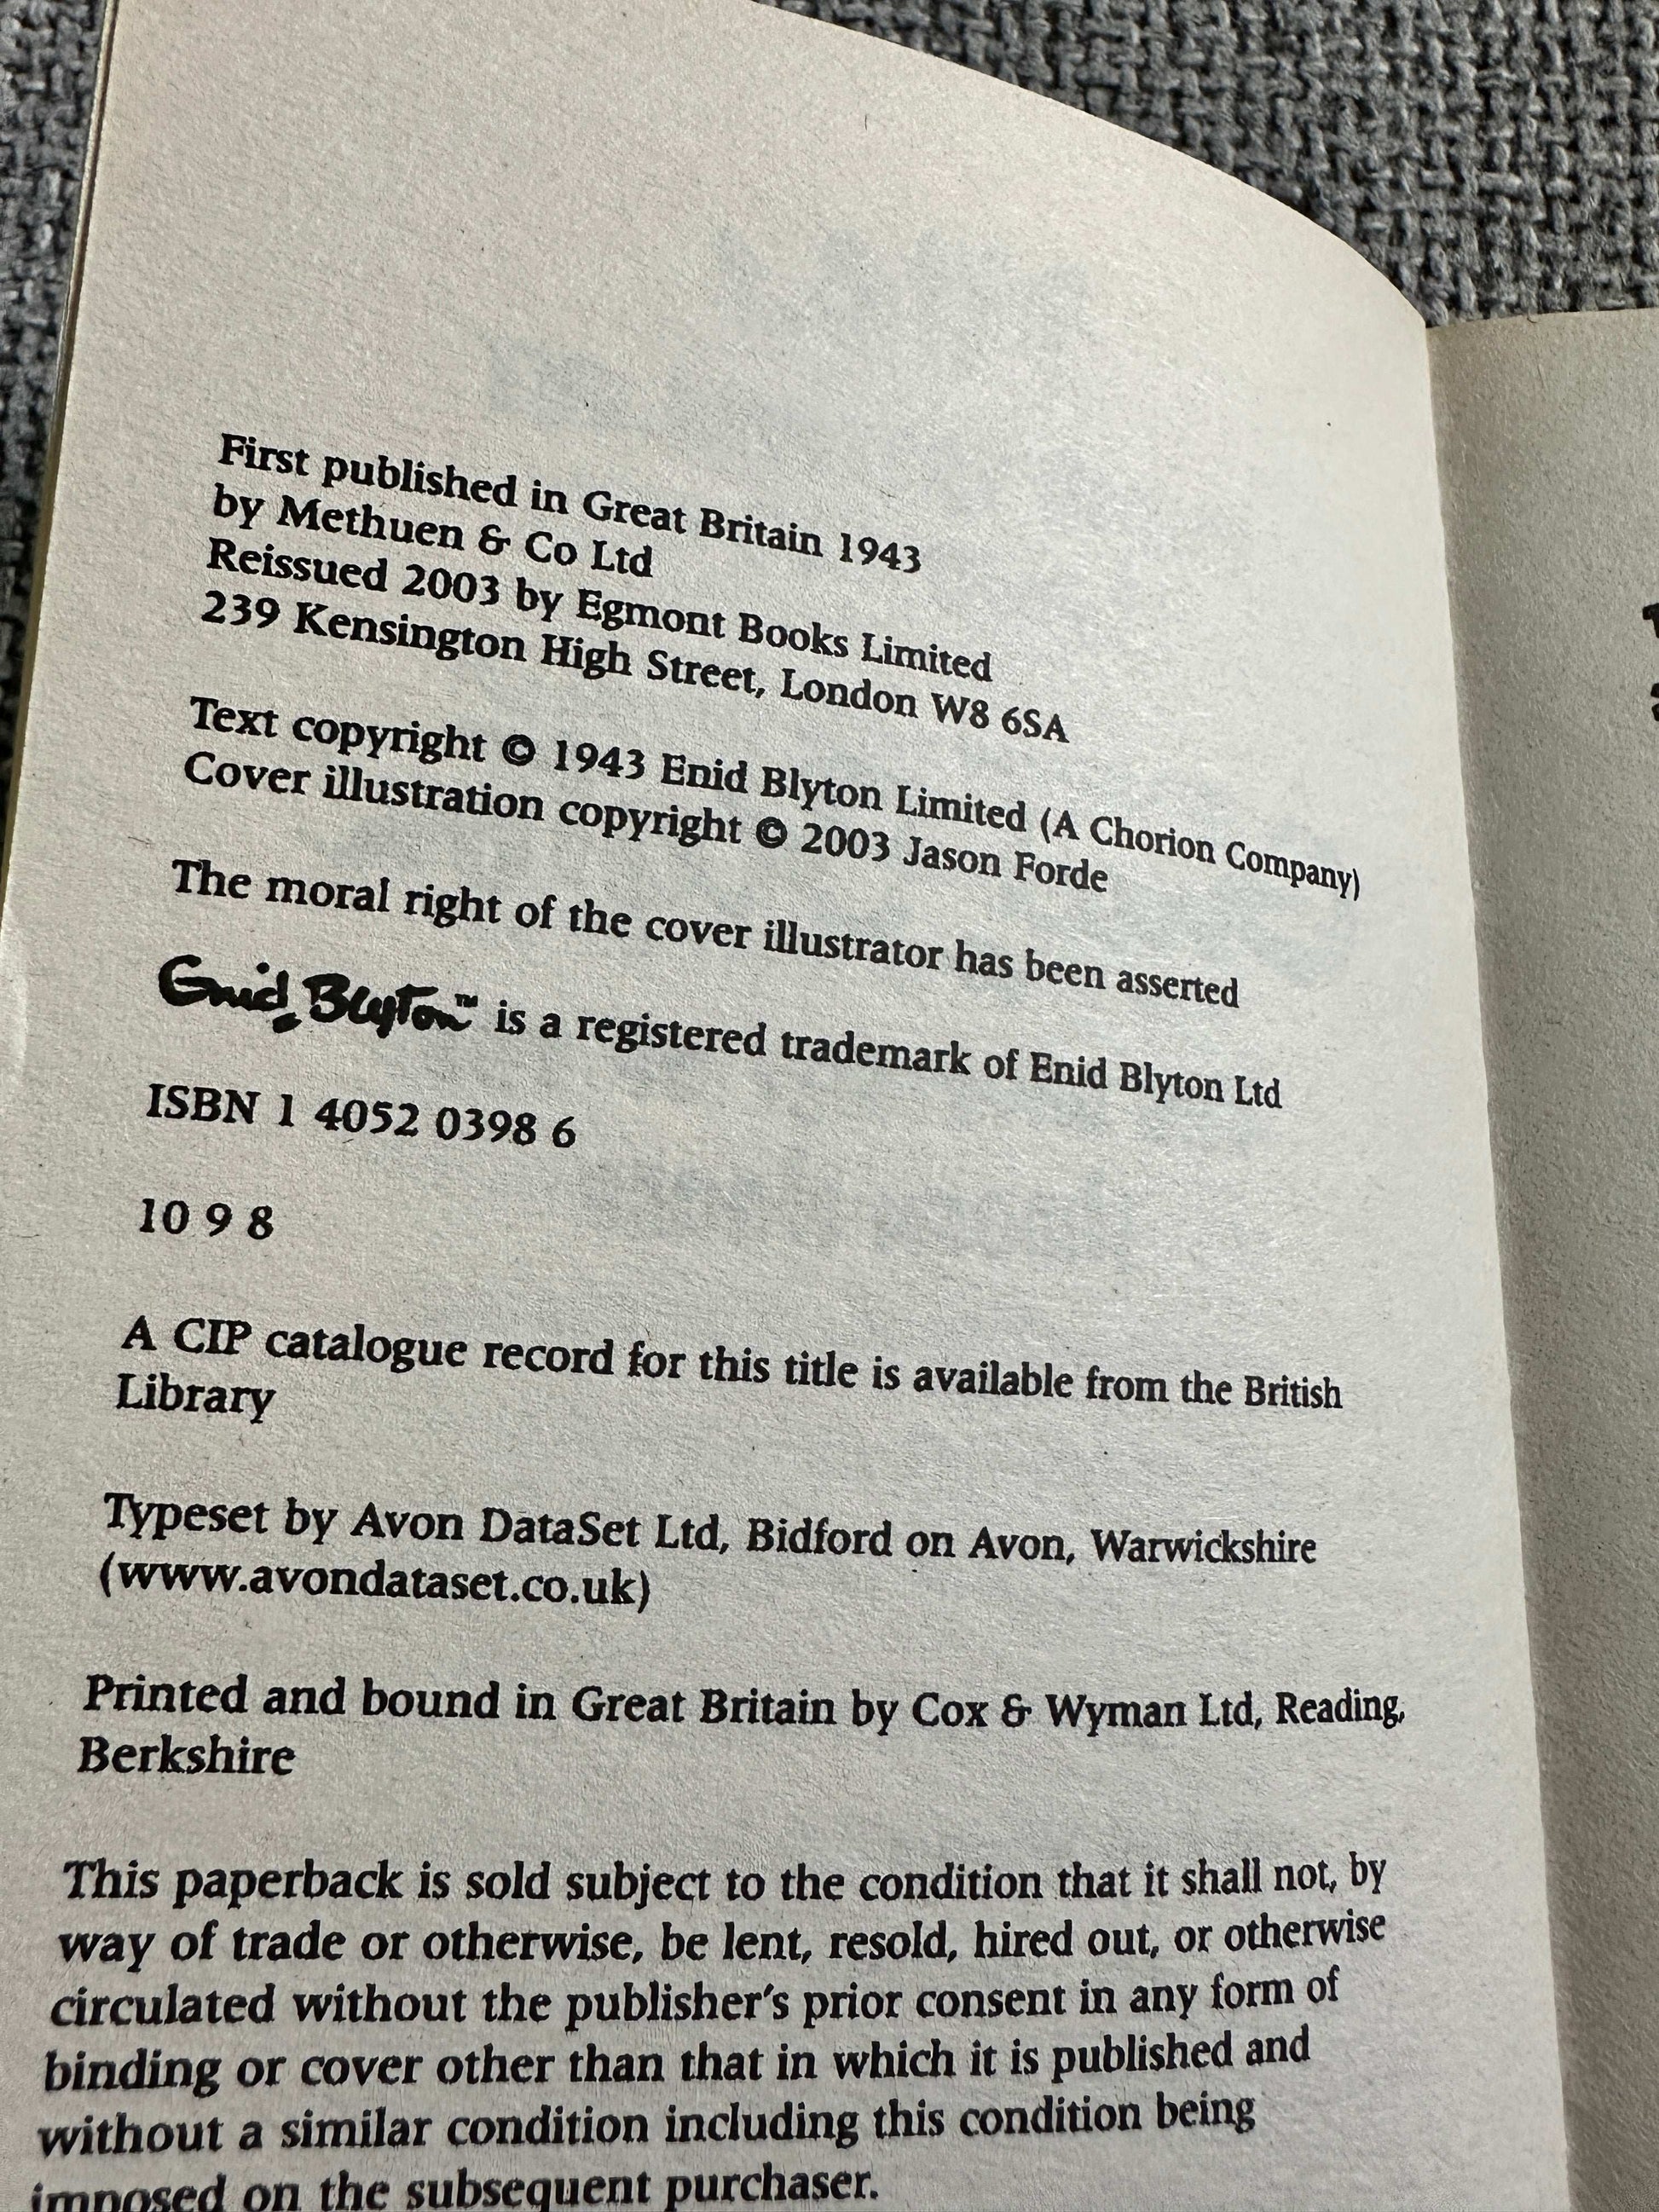 First published in Great Britain 1943
by Methuen & Co Ltd
Reissued 2003 by Egmont Books Limited
239 Kensington High Street, London W8 6SA
Text copyright © 1943 Enid Blyton Limited (A Chorion Company)
Cover illustration copyright © 2003 Jason Forde
The moral right of the cover illustrator has been asserted
Enid Blyton™ is a registered trademark of Enid Blyton Ltd
ISBN 1 4052 0398 6
10 9 8
A CIP catalogue record for this title is available from the British
Library
Typeset by Avon DataSet Ltd, Bidford on Avon, Warwickshire
(www.avondataset.co.uk)
Printed and bound in Great Britain by Cox & Wyman Ltd, Reading,
Berkshire
This paperback is sold subject to the condition that it shall not, by
way of trade or otherwise, be lent, resold, hired out, or otherwise
circulated without the publisher's prior consent in any form of
binding or cover other than that in which it is published and
without a similar condition including this condition being
imposed on the subsequent purchaser.